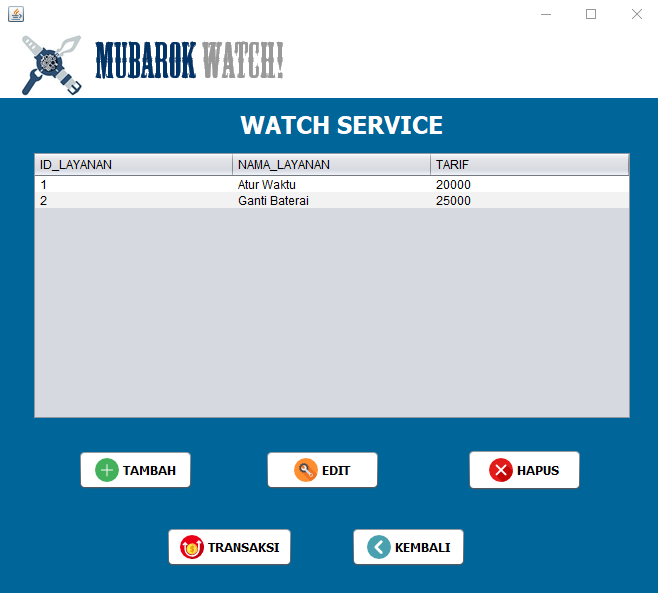 MUBAROK WATCH!
WATCH SERVICE
ID_LAYANAN NAMA_LAYANAN TARIF
1 Atur Waktu 20000
2 Ganti Baterai 25000
TAMBAH EDIT HAPUS
TRANSAKSI KEMBALI